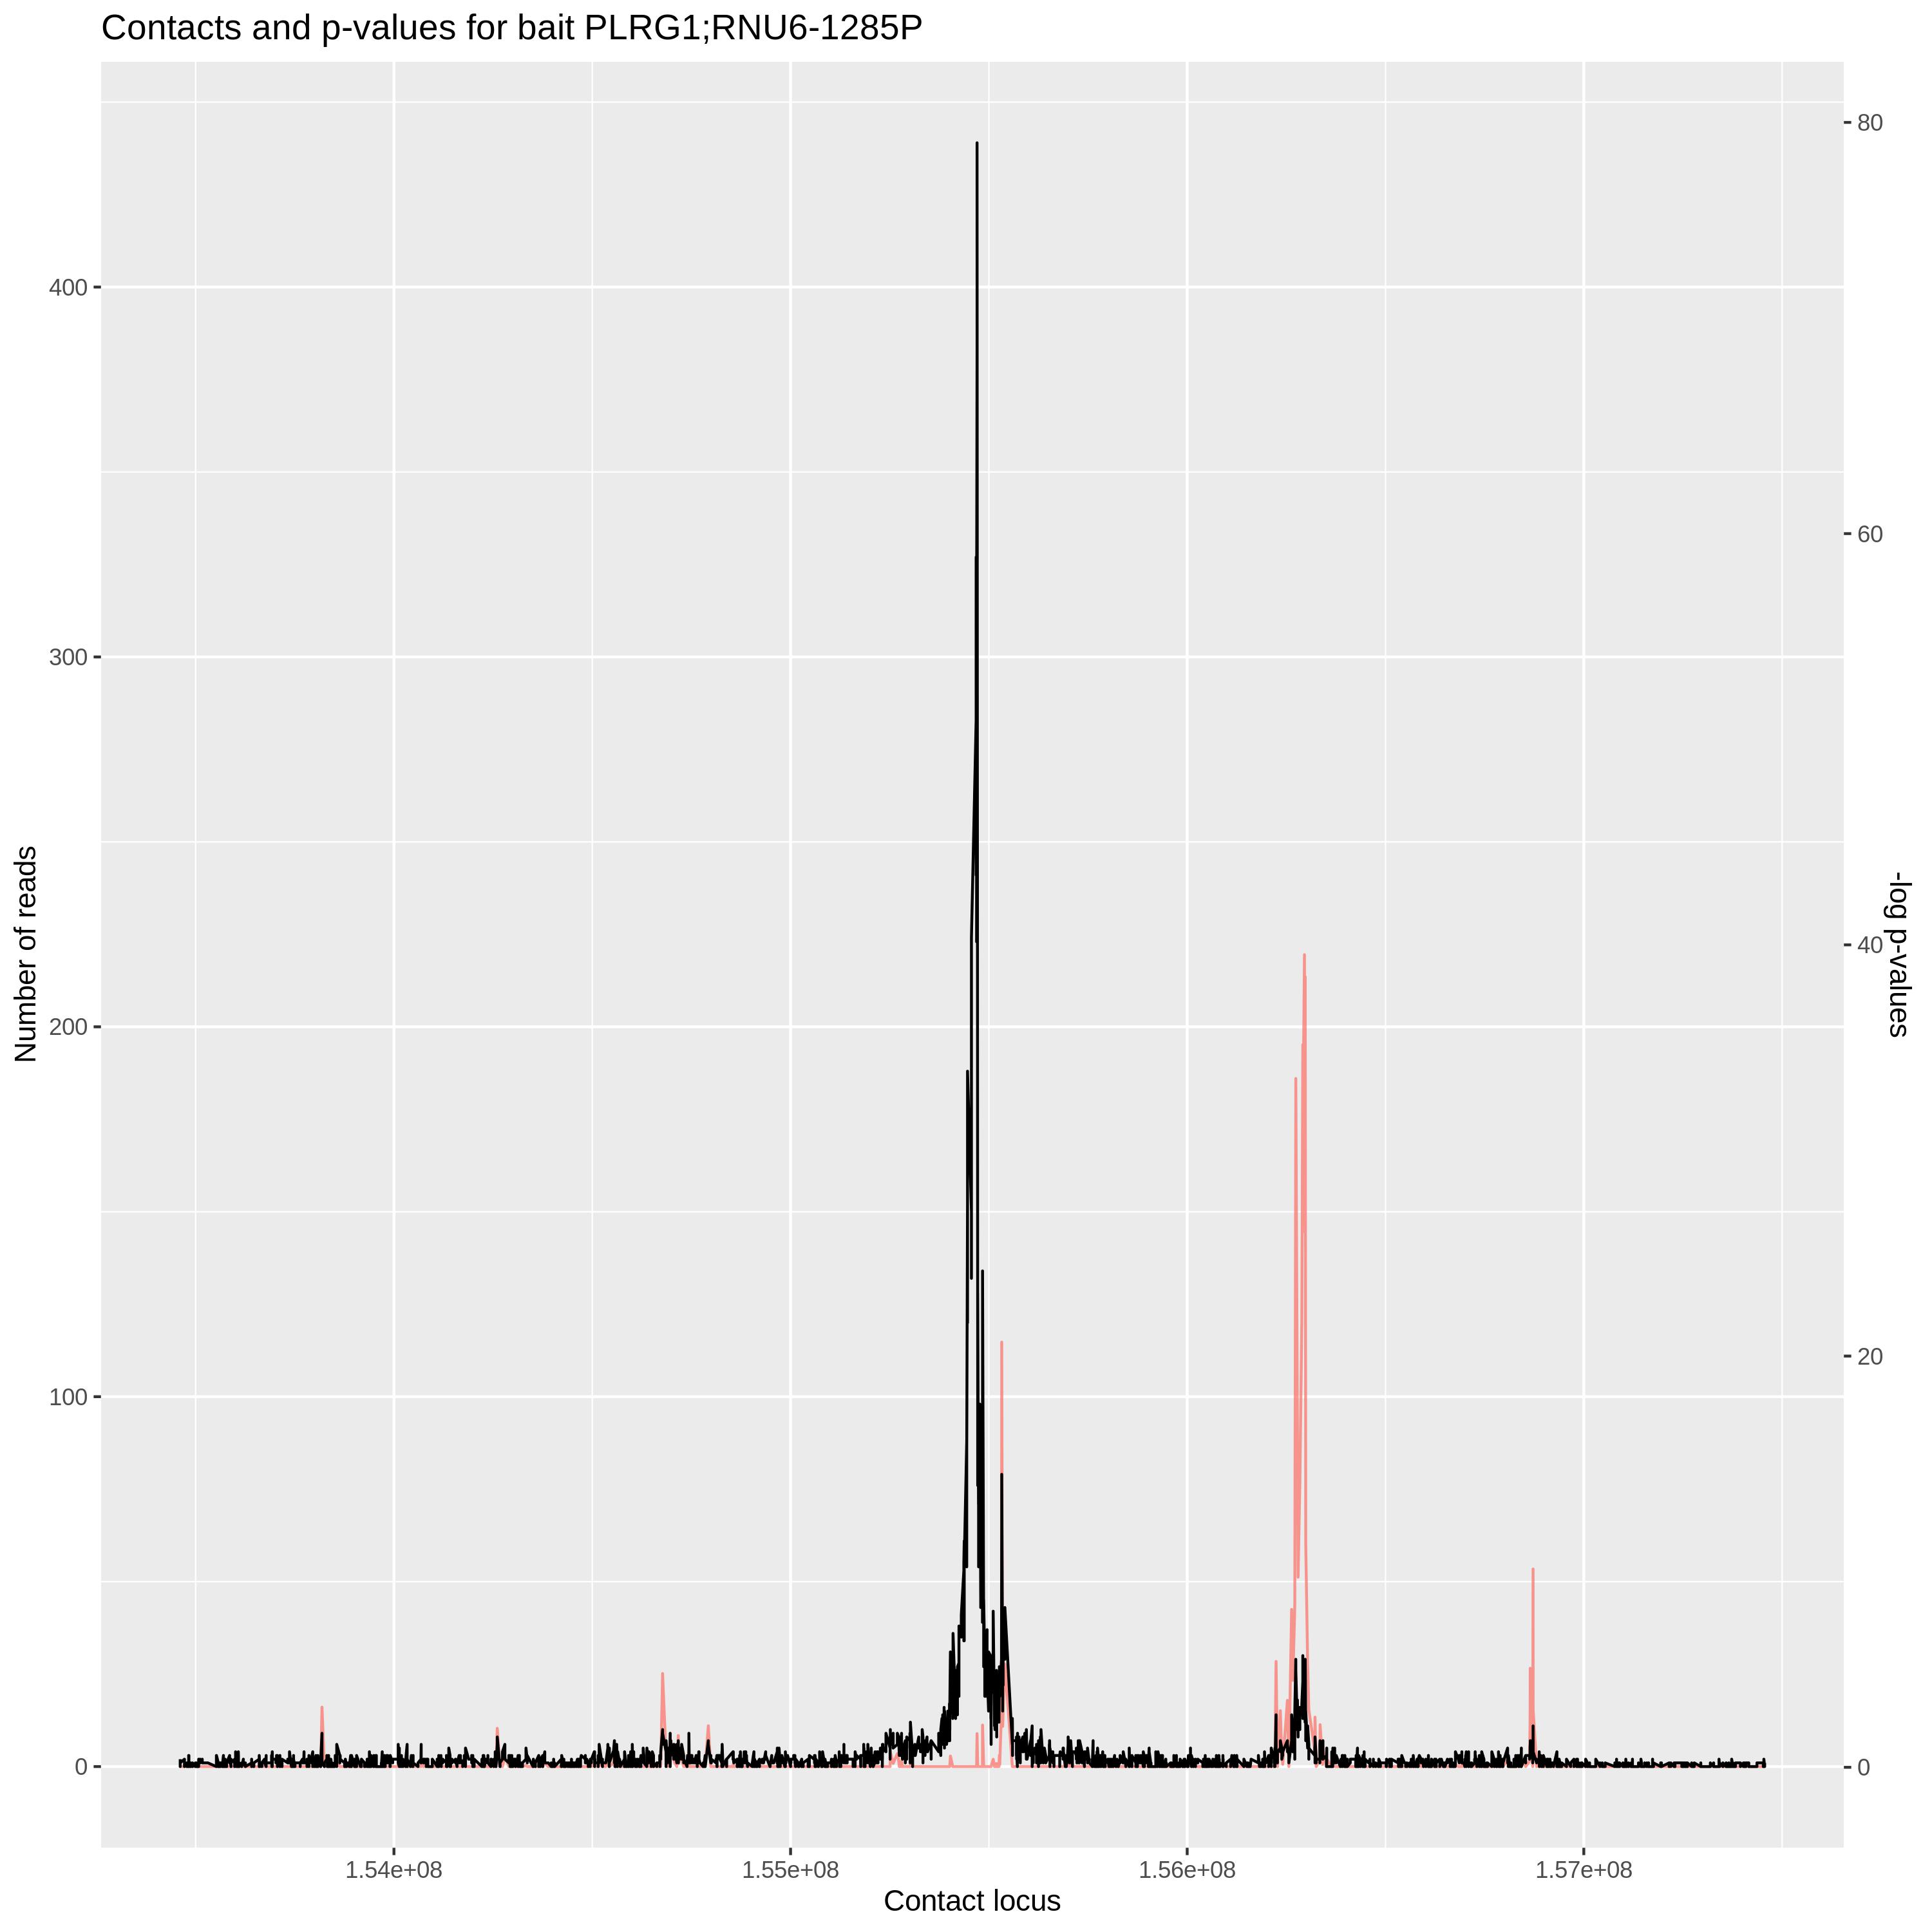 Contacts and p-values for bait PLRG1;RNU6-1285P
Number of reads
400
300
200
100
0
80
60
40
20
0
-log p-values
1.54e+08
1.55e+08
1.56e+08
1.57e+08
Contact locus